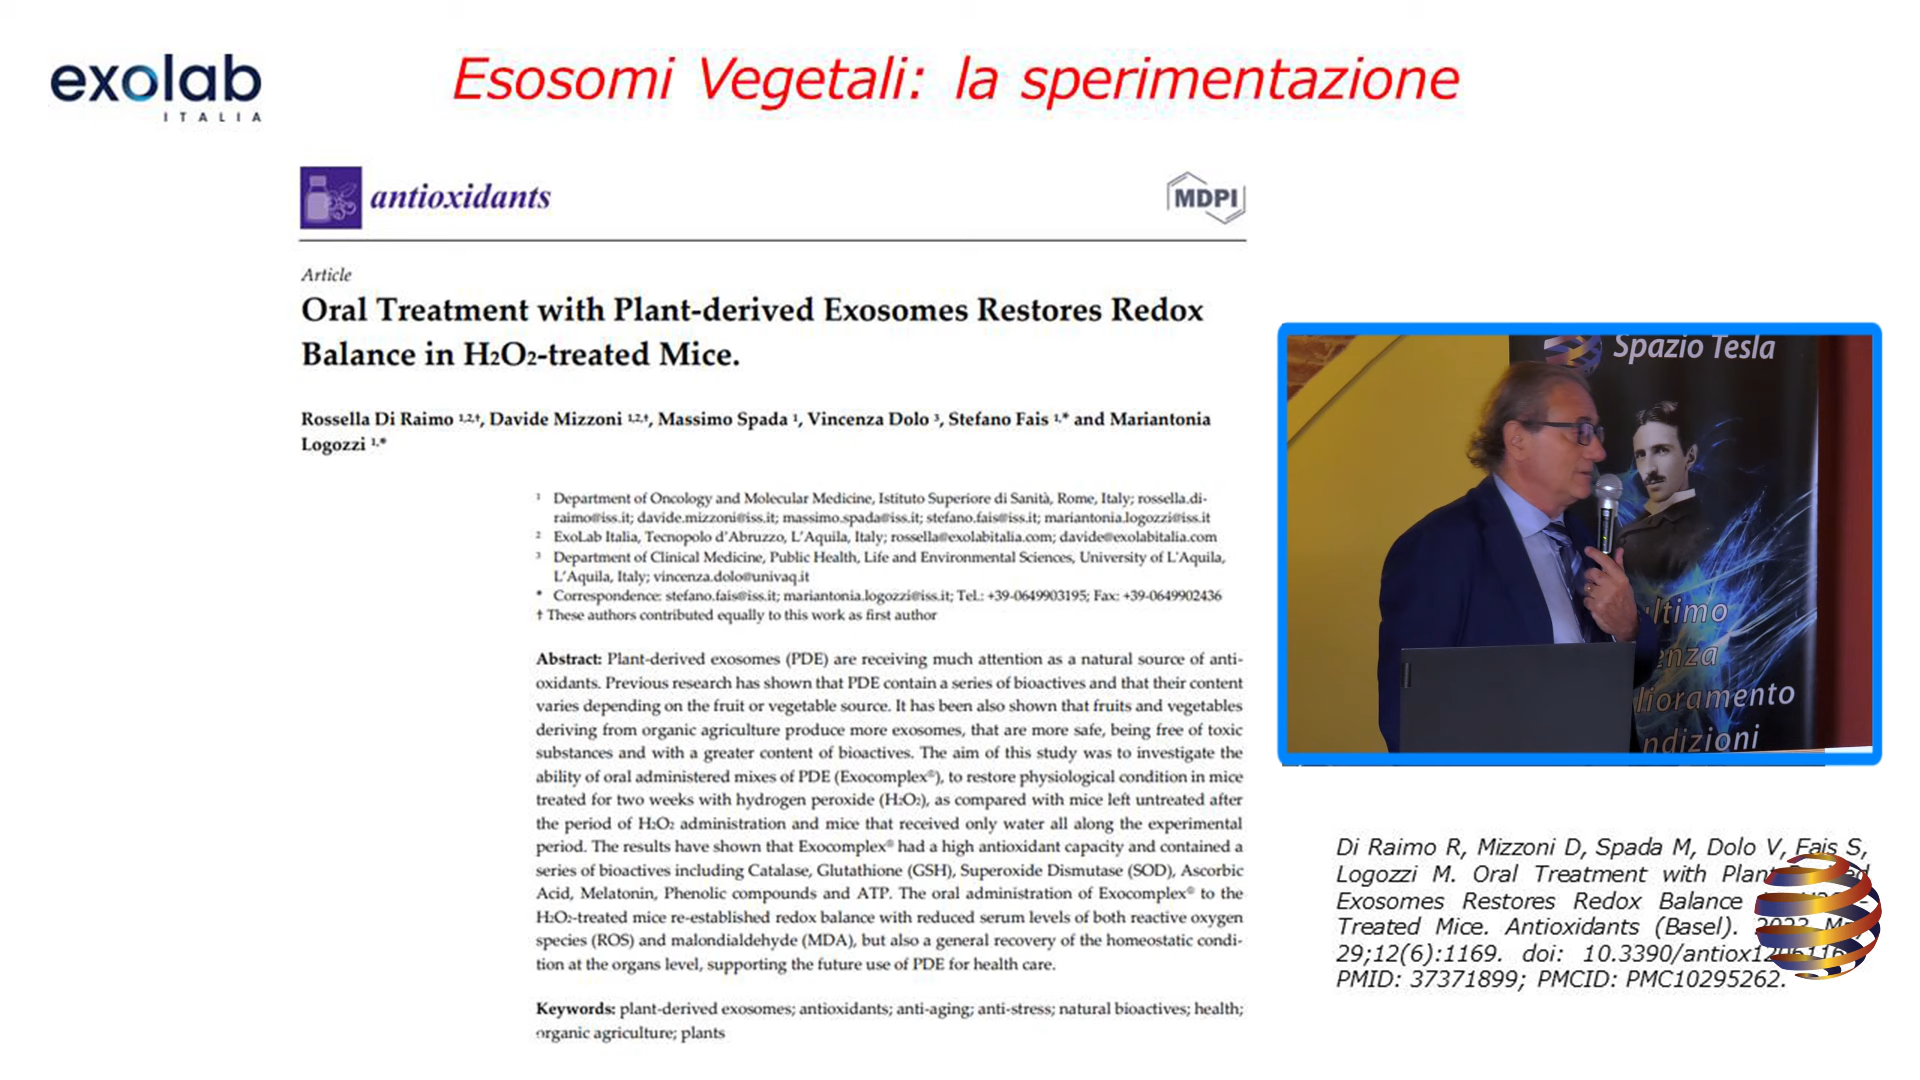 exolab
ITALIA
Esosomi Vegetali: la sperimentazione
antioxidants
MDPI
Article
Oral Treatment with Plant-derived Exosomes Restores Redox
Balance in H2O2-treated Mice.
Rossella Di Raimo 1,2,†, Davide Mizzoni 1,2,†, Massimo Spada 1, Vincenza Dolo 3, Stefano Fais 1,* and Mariantonia
Logozzi 1,*
1 Department of Oncology and Molecular Medicine, Istituto Superiore di Sanità, Rome, Italy; rossella.di-
raimo@iss.it; davide.mizzoni@iss.it; massimo.spada@iss.it; stefano.fais@iss.it; mariantonia.logozzi@iss.it
2 ExoLab Italia, Tecnopolo d'Abruzzo, L'Aquila, Italy; rossella@exolabitalia.com; davide@exolabitalia.com
3 Department of Clinical Medicine, Public Health, Life and Environmental Sciences, University of L'Aquila,
L'Aquila, Italy; vincenza.dolo@univaq.it
* Correspondence: stefano.fais@iss.it; mariantonia.logozzi@iss.it; Tel.: +39-0649903195; Fax: +39-0649902436
† These authors contributed equally to this work as first author
Abstract: Plant-derived exosomes (PDE) are receiving much attention as a natural source of anti-
oxidants. Previous research has shown that PDE contain a series of bioactives and that their content
varies depending on the fruit or vegetable source. It has been also shown that fruits and vegetables
deriving from organic agriculture produce more exosomes, that are more safe, being free of toxic
substances and with a greater content of bioactives. The aim of this study was to investigate the
ability of oral administered mixes of PDE (Exocomplex®), to restore physiological condition in mice
treated for two weeks with hydrogen peroxide (H2O2), as compared with mice left untreated after
the period of H2O2 administration and mice that received only water all along the experimental
period. The results have shown that Exocomplex® had a high antioxidant capacity and contained a
series of bioactives including Catalase, Glutathione (GSH), Superoxide Dismutase (SOD), Ascorbic
Acid, Melatonin, Phenolic compounds and ATP. The oral administration of Exocomplex® to the
H2O2-treated mice re-established redox balance with reduced serum levels of both reactive oxygen
species (ROS) and malondialdehyde (MDA), but also a general recovery of the homeostatic condi-
tion at the organs level, supporting the future use of PDE for health care.
Keywords: plant-derived exosomes; antioxidants; anti-aging; anti-stress; natural bioactives; health;
organic agriculture; plants
Spazio Tesla
ltimo
enza
lioramento
ndizioni
Di Raimo R, Mizzoni D, Spada M, Dolo V, Fais S,
Logozzi M. Oral Treatment with Plant
Exosomes Restores Redox Balance
Treated Mice. Antioxidants (Basel).
29;12(6):1169. doi:
PMID: 37371899; PMCID: PMC10295262.